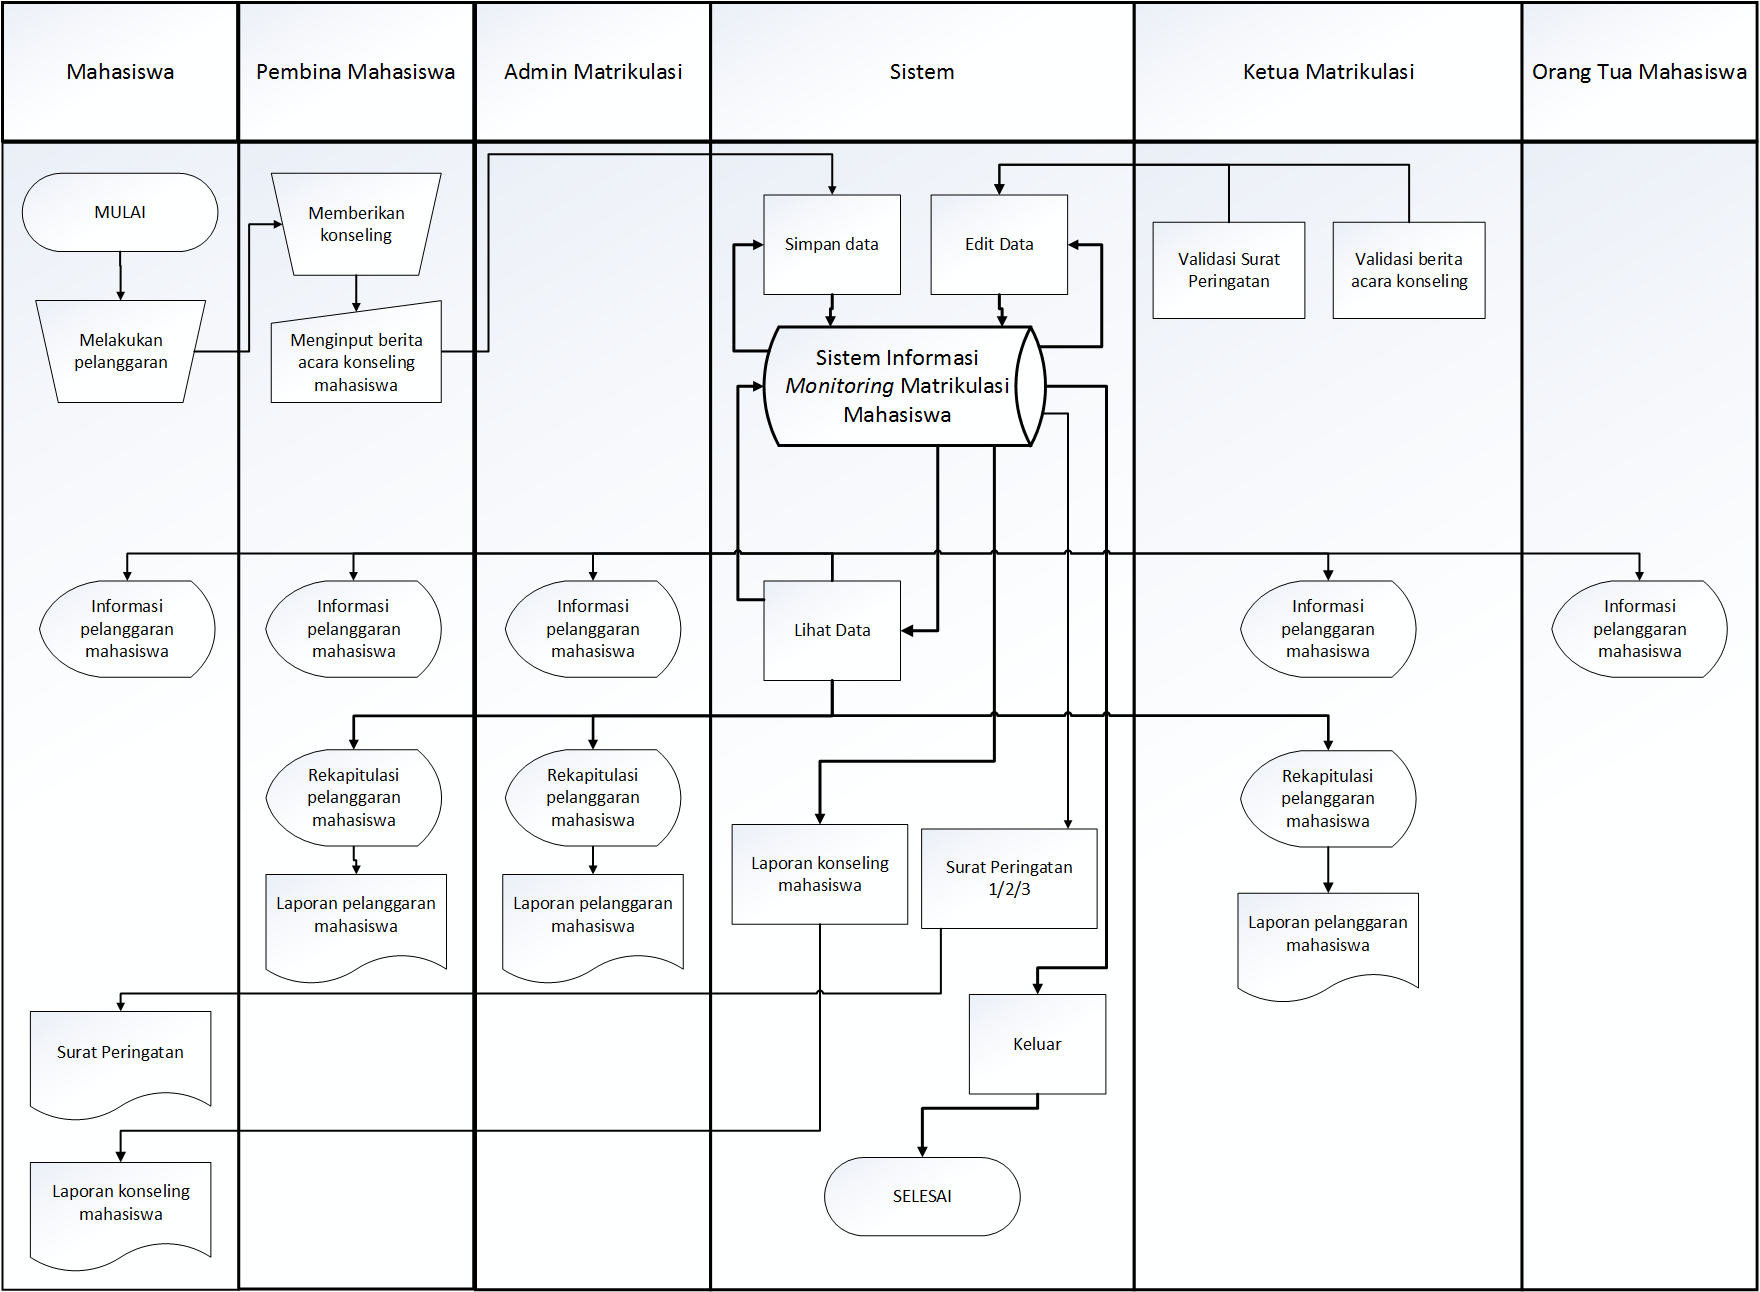 Mahasiswa
Pembina Mahasiswa
Admin Matrikulasi
Sistem
Ketua Matrikulasi
Orang Tua Mahasiswa
MULAI
Melakukan
pelanggaran
Memberikan
konseling
Menginput berita
acara konseling
mahasiswa
Simpan data
Edit Data
Validasi Surat
Peringatan
Validasi berita
acara konseling
Sistem Informasi
Monitoring Matrikulasi
Mahasiswa
Informasi
pelanggaran
mahasiswa
Informasi
pelanggaran
mahasiswa
Informasi
pelanggaran
mahasiswa
Lihat Data
Informasi
pelanggaran
mahasiswa
Informasi
pelanggaran
mahasiswa
Rekapitulasi
pelanggaran
mahasiswa
Rekapitulasi
pelanggaran
mahasiswa
Rekapitulasi
pelanggaran
mahasiswa
Laporan pelanggaran
mahasiswa
Laporan pelanggaran
mahasiswa
Laporan konseling
mahasiswa
Surat Peringatan
1/2/3
Laporan pelanggaran
mahasiswa
Surat Peringatan
Keluar
Laporan konseling
mahasiswa
SELESAI